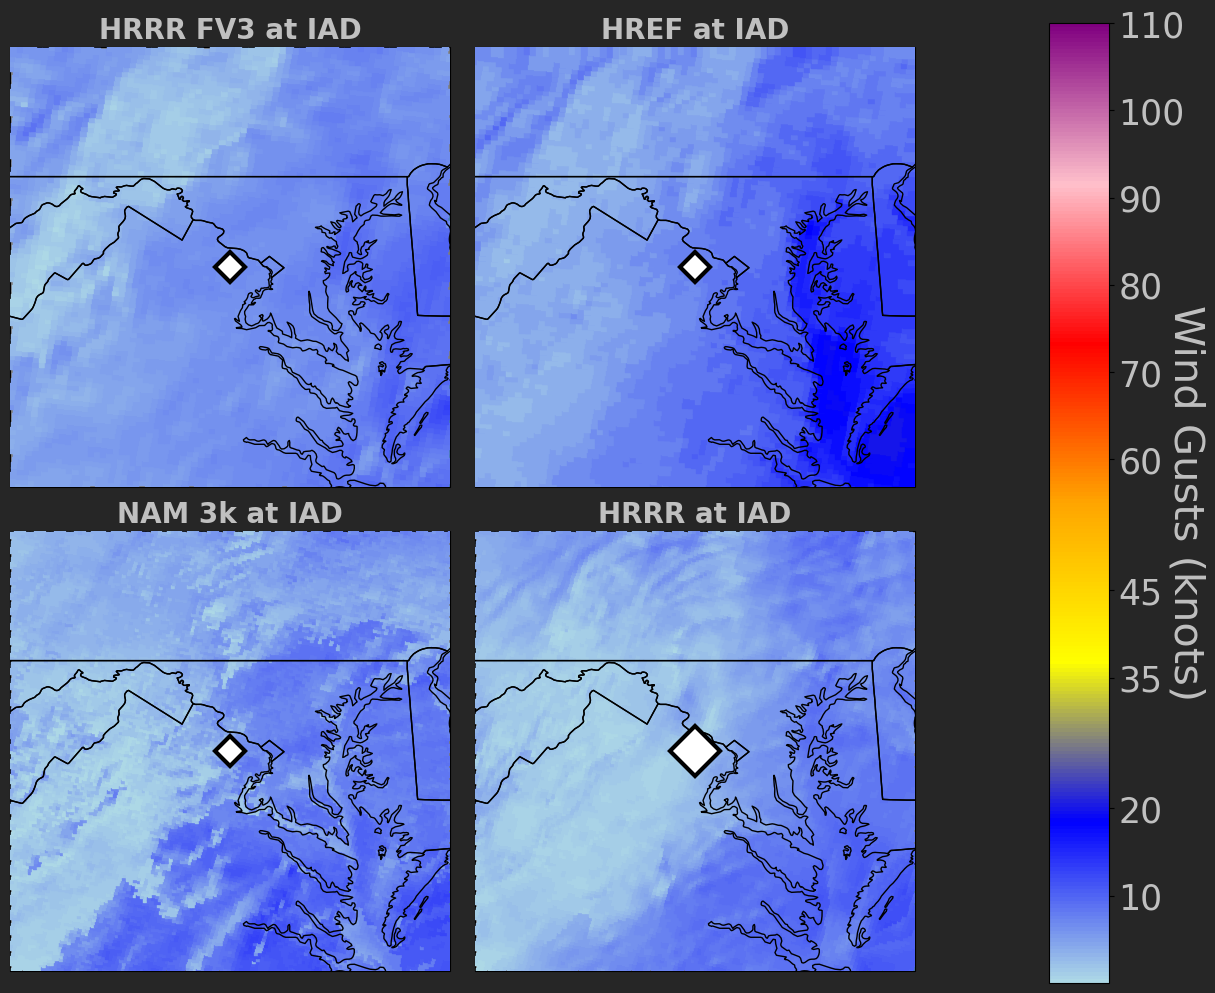 HRRR FV3 at IAD
HREF at IAD
NAM 3k at IAD
HRRR at IAD
110
100
90
80
70
60
45
35
20
10
Wind Gusts (knots)